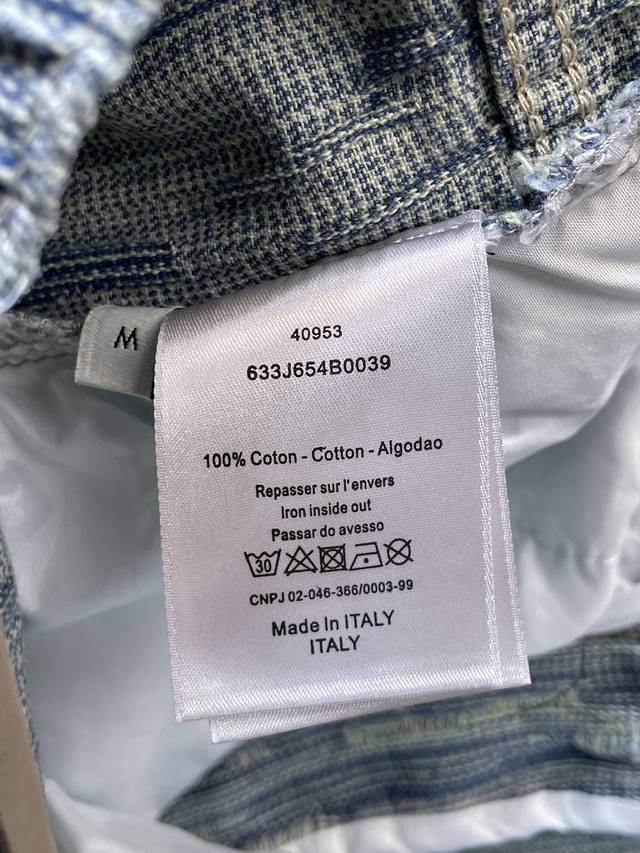 M
40953
633J654B0039
100% Coton - Cotton - Algodao
Repasser sur l'envers
Iron inside out
Passar do avesso
30
CNPJ 02-046-366/0003-99
Made In ITALY
ITALY